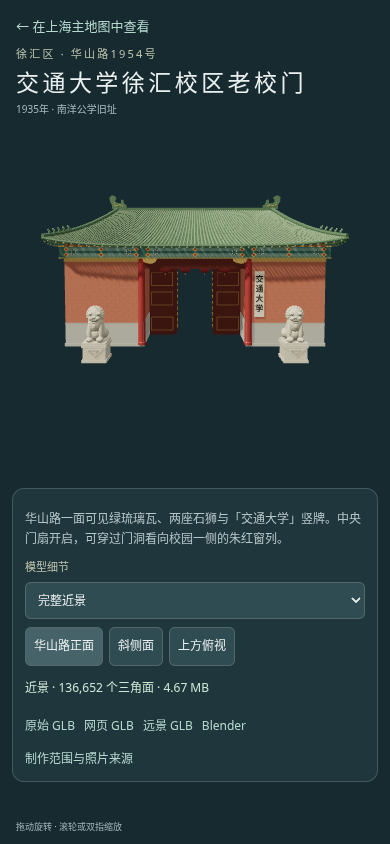 ← 在上海主地图中查看
徐汇区 · 华山路1954号
交通大学徐汇校区老校门
1935年 · 南洋公学旧址
交通大学
华山路一面可见绿琉璃瓦、两座石狮与「交通大学」竖牌。中央
门扇开启，可穿过门洞看向校园一侧的朱红窗列。
模型细节
完整近景
华山路正面 斜侧面 上方俯视
近景 · 136,652 个三角面 · 4.67 MB
原始 GLB 网页 GLB 远景 GLB Blender
制作范围与照片来源
拖动旋转 · 滚轮或双指缩放